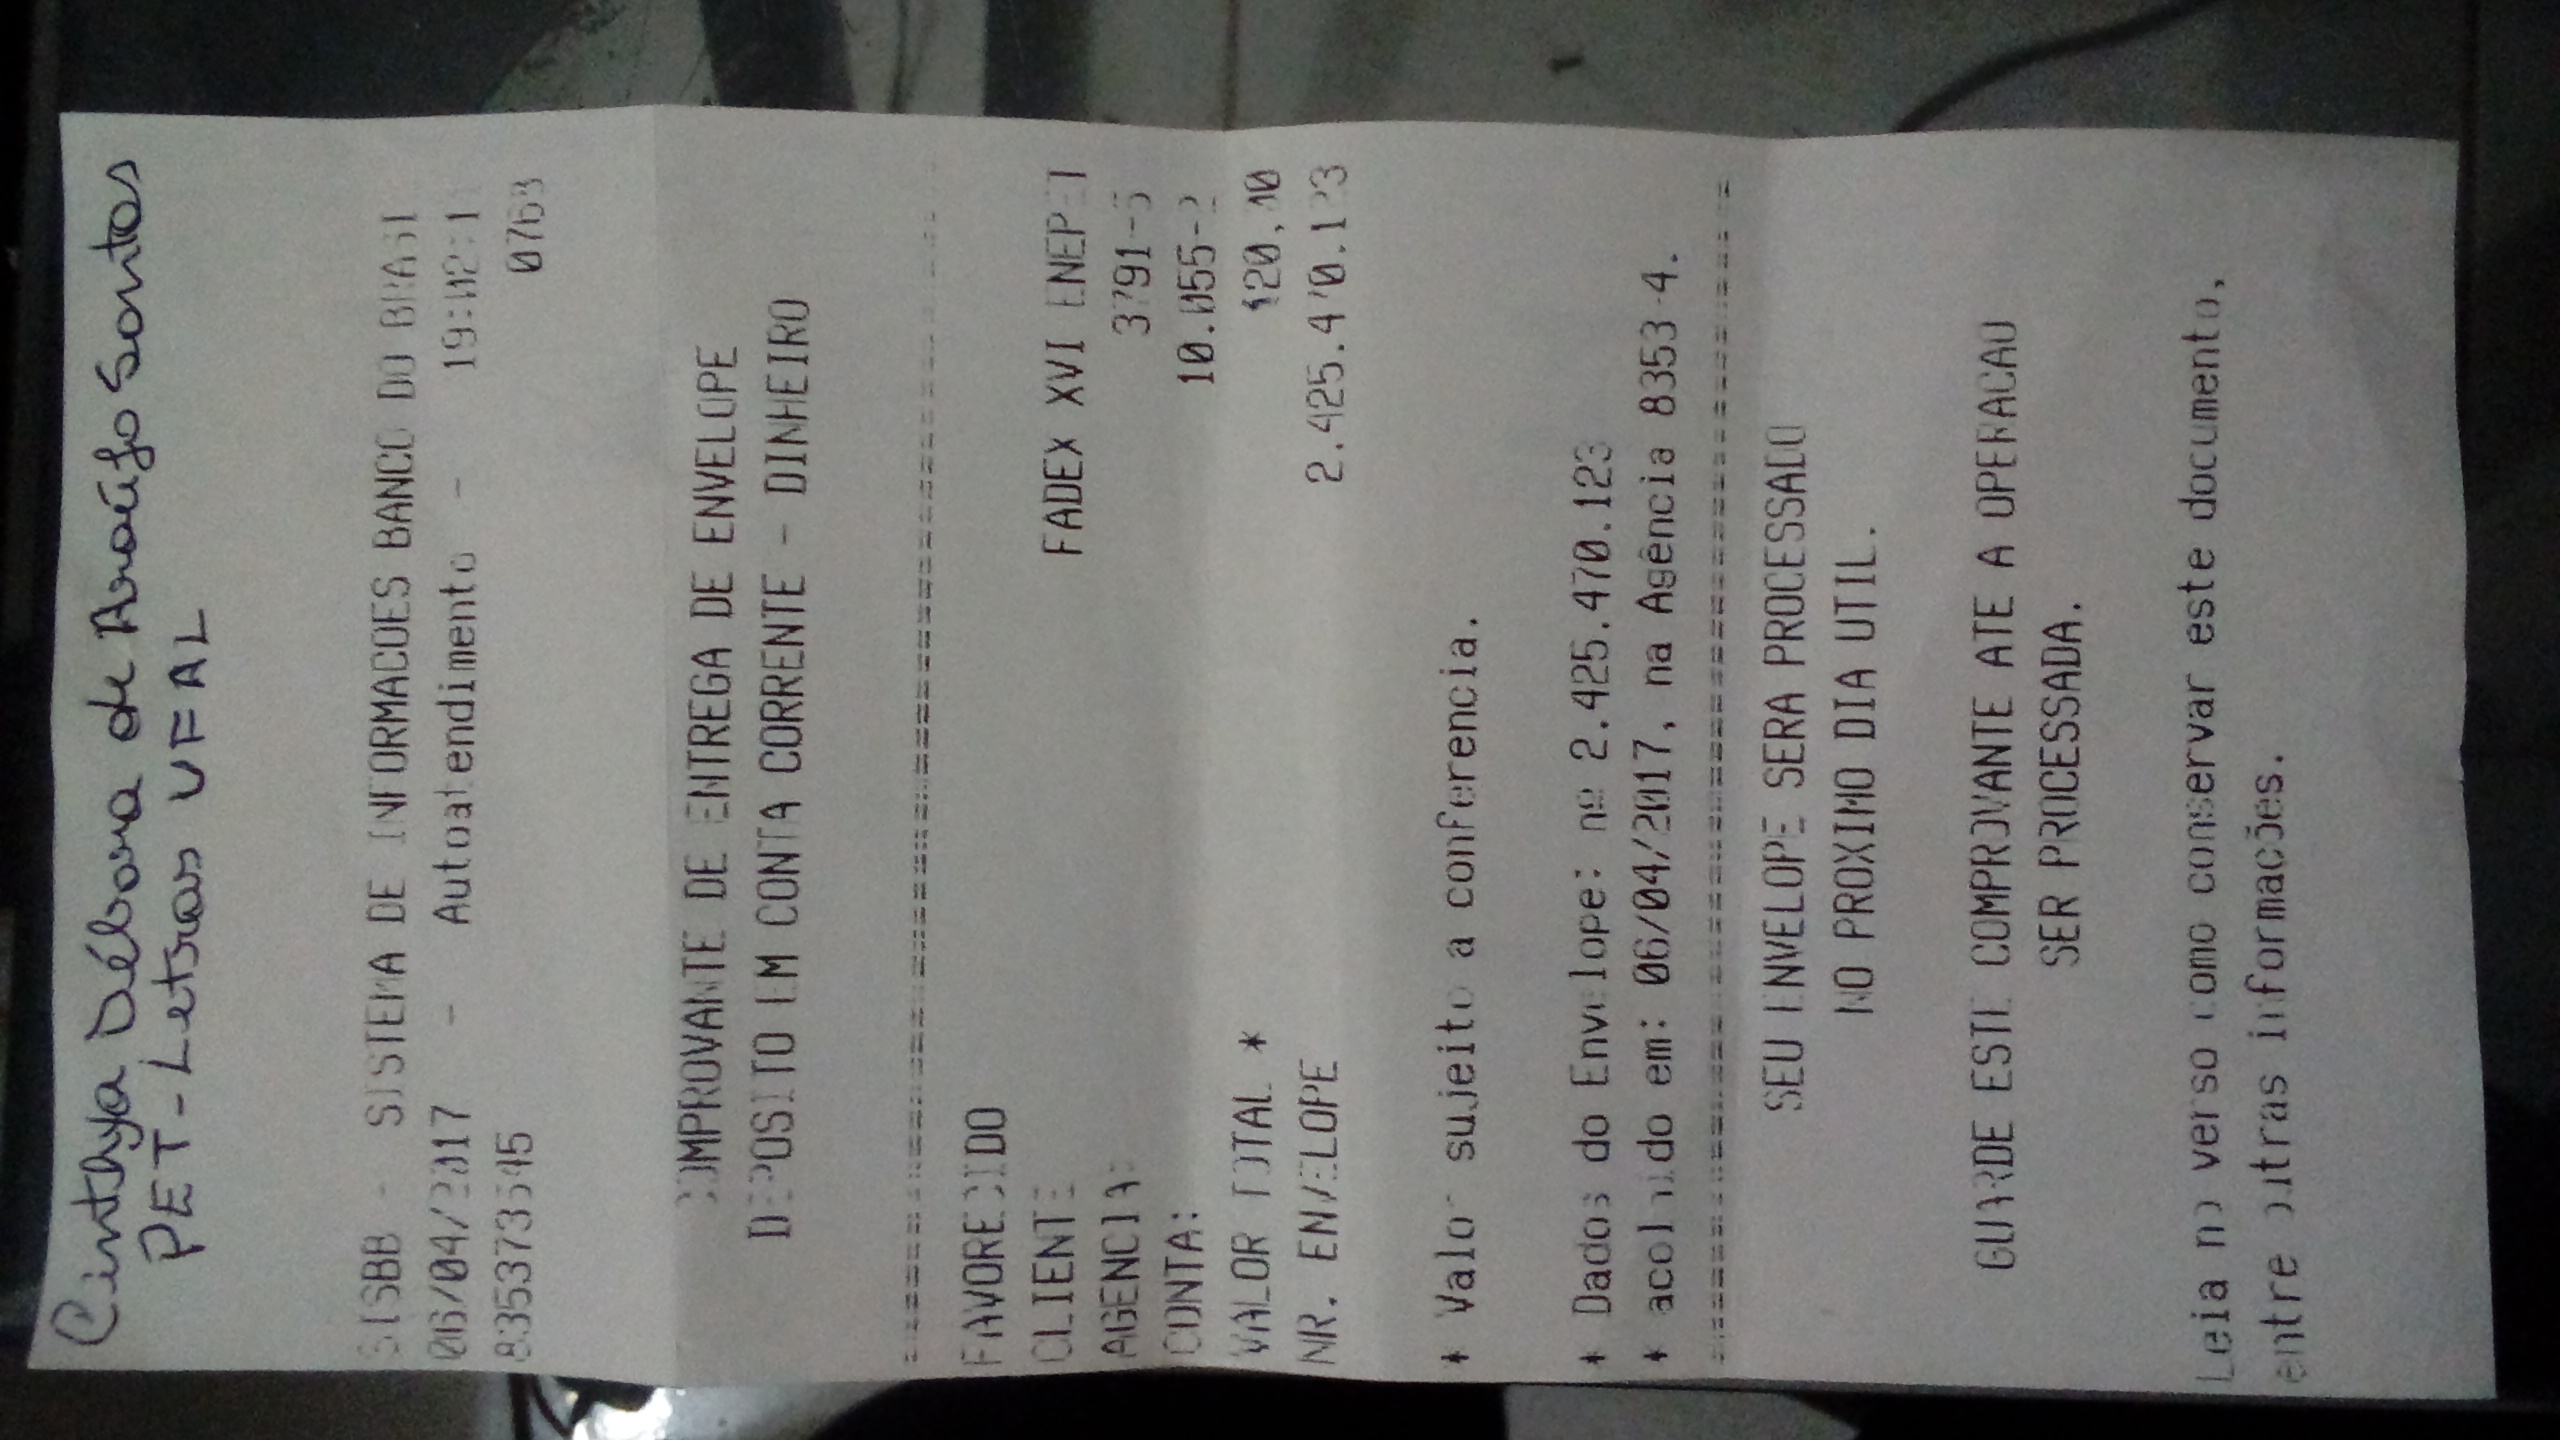 Cinthya Débora de Araújo Santos
PET-Letras UFAL
SISBB - SISTEMA DE INFORMACOES BANCO DO BRASI
06/04/2017 - Autoatendimento - 19:02:1
835373545 0768
COMPROVANTE DE ENTREGA DE ENVELOPE
DEPOSITO EM CONTA CORRENTE - DINHEIRO
FAVORECIDO
CLIENTE FADEX XVI ENEPET
AGENCIA: 3791-5
CONTA: 10.055-2
VALOR TOTAL *
NR. ENVELOPE 2.425.470.123
* Valor sujeito a conferencia.
* Dados do Envelope: nº 2.425.470.123
* acolhido em: 06/04/2017, na Agência 8353-4.
SEU ENVELOPE SERA PROCESSADO
NO PROXIMO DIA UTIL.
GUARDE ESTE COMPROVANTE ATE A OPERACAO
SER PROCESSADA.
Leia no verso como conservar este documento,
entre outras informações.